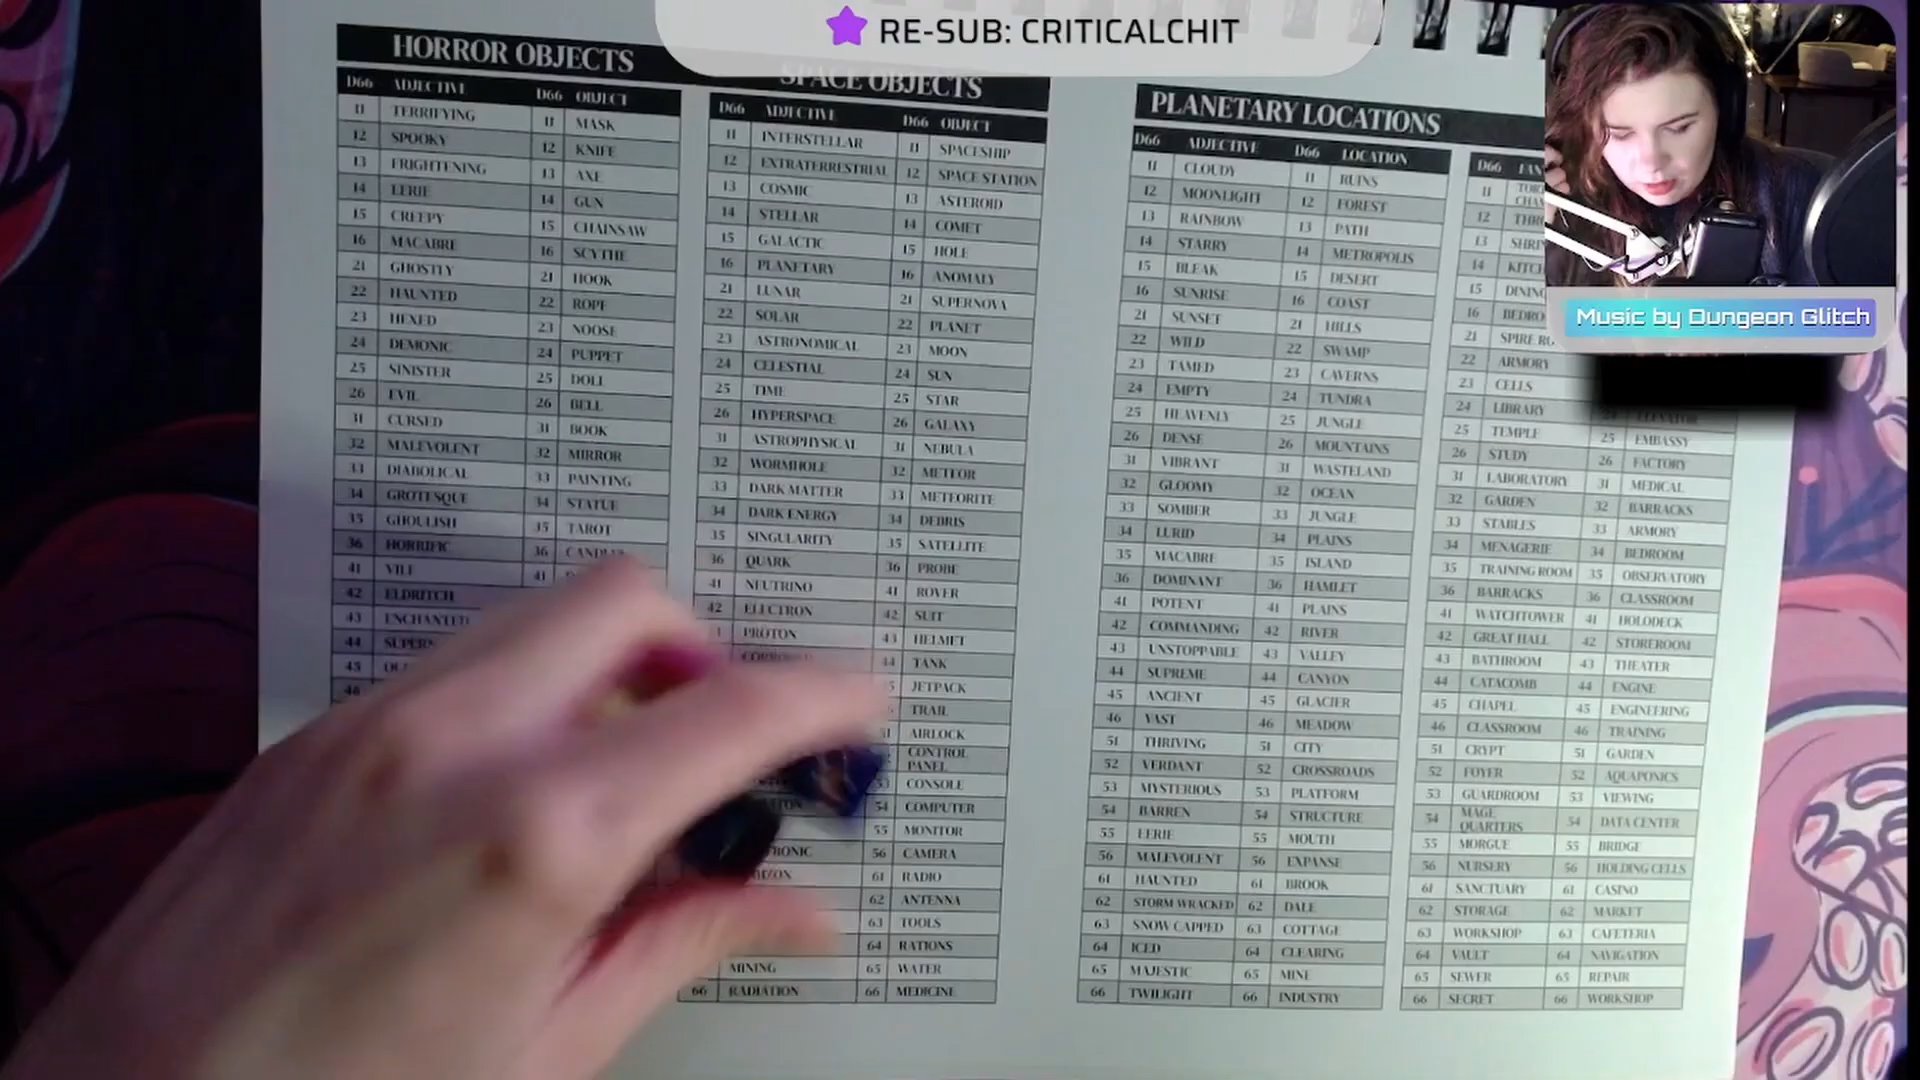 RE-SUB: CRITICALCHIT
Music by Dungeon Glitch
HORROR OBJECTS
D66 ADJECTIVE D66 OBJECT
11 TERRIFYING 11 MASK
12 SPOOKY 12 KNIFE
13 FRIGHTENING 13 AXE
14 EERIE 14 GUN
15 CREEPY 15 CHAINSAW
16 MACABRE 16 SCYTHE
21 GHOSTLY 21 HOOK
22 HAUNTED 22 ROPE
23 HEXED 23 NOOSE
24 DEMONIC 24 PUPPET
25 SINISTER 25 DOLL
26 EVIL 26 BELL
31 CURSED 31 BOOK
32 MALEVOLENT 32 MIRROR
33 DIABOLICAL 33 PAINTING
34 GROTESQUE 34 STATUE
35 GHOULISH 35 TAROT
36 HORRIFIC 36
41 VILE 41
42 ELDRITCH
43 ENCHANTED
44
45
46
SPACE OBJECTS
D66 ADJECTIVE D66 OBJECT
11 INTERSTELLAR 11 SPACESHIP
12 EXTRATERRESTRIAL 12 SPACE STATION
13 COSMIC 13 ASTEROID
14 STELLAR 14 COMET
15 GALACTIC 15 HOLE
16 PLANETARY 16 ANOMALY
21 LUNAR 21 SUPERNOVA
22 SOLAR 22 PLANET
23 ASTRONOMICAL 23 MOON
24 CELESTIAL 24 SUN
25 TIME 25 STAR
26 HYPERSPACE 26 GALAXY
31 ASTROPHYSICAL 31 NEBULA
32 WORMHOLE 32 METEOR
33 DARK MATTER 33 METEORITE
34 DARK ENERGY 34 DEBRIS
35 SINGULARITY 35 SATELLITE
36 QUARK 36 PROBE
41 NEUTRINO 41 ROVER
42 ELECTRON 42 SUIT
PROTON 43 HELMET
44 TANK
JETPACK
TRAIL
AIRLOCK
CONTROL PANEL
53 CONSOLE
54 COMPUTER
55 MONITOR
56 CAMERA
61 RADIO
62 ANTENNA
63 TOOLS
64 RATIONS
MINING 65 WATER
66 RADIATION 66 MEDICINE
PLANETARY LOCATIONS
D66 ADJECTIVE D66 LOCATION
11 CLOUDY 11 RUINS
12 MOONLIGHT 12 FOREST
13 RAINBOW 13 PATH
14 STARRY 14 METROPOLIS
15 BLEAK 15 DESERT
16 SUNRISE 16 COAST
21 SUNSET 21 HILLS
22 WILD 22 SWAMP
23 TAMED 23 CAVERNS
24 EMPTY 24 TUNDRA
25 HEAVENLY 25 JUNGLE
26 DENSE 26 MOUNTAINS
31 VIBRANT 31 WASTELAND
32 GLOOMY 32 OCEAN
33 SOMBER 33 JUNGLE
34 LURID 34 PLAINS
35 MACABRE 35 ISLAND
36 DOMINANT 36 HAMLET
41 POTENT 41 PLAINS
42 COMMANDING 42 RIVER
43 UNSTOPPABLE 43 VALLEY
44 SUPREME 44 CANYON
45 ANCIENT 45 GLACIER
46 VAST 46 MEADOW
51 THRIVING 51 CITY
52 VERDANT 52 CROSSROADS
53 MYSTERIOUS 53 PLATFORM
54 BARREN 54 STRUCTURE
55 EERIE 55 MOUTH
56 MALEVOLENT 56 EXPANSE
61 HAUNTED 61 BROOK
62 STORM WRACKED 62 DALE
63 SNOW CAPPED 63 COTTAGE
64 ICED 64 CLEARING
65 MAJESTIC 65 MINE
66 TWILIGHT 66 INDUSTRY
D66
11
12
13
14
15
16
21
22 ARMORY
23 CELLS
24 LIBRARY
25 TEMPLE 25 EMBASSY
26 STUDY 26 FACTORY
31 LABORATORY 31 MEDICAL
32 GARDEN 32 BARRACKS
33 STABLES 33 ARMORY
34 MENAGERIE 34 BEDROOM
35 TRAINING ROOM 35 OBSERVATORY
36 BARRACKS 36 CLASSROOM
41 WATCHTOWER 41 HOLODECK
42 GREAT HALL 42 STOREROOM
43 BATHROOM 43 THEATER
44 CATACOMB 44 ENGINE
45 CHAPEL 45 ENGINEERING
46 CLASSROOM 46 TRAINING
51 CRYPT 51 GARDEN
52 FOYER 52 AQUAPONICS
53 GUARDROOM 53 VIEWING
54 MAGE QUARTERS 54 DATA CENTER
55 MORGUE 55 BRIDGE
56 NURSERY 56 HOLDING CELLS
61 SANCTUARY 61 CASINO
62 STORAGE 62 MARKET
63 WORKSHOP 63 CAFETERIA
64 VAULT 64 NAVIGATION
65 SEWER 65 REPAIR
66 SECRET 66 WORKSHOP